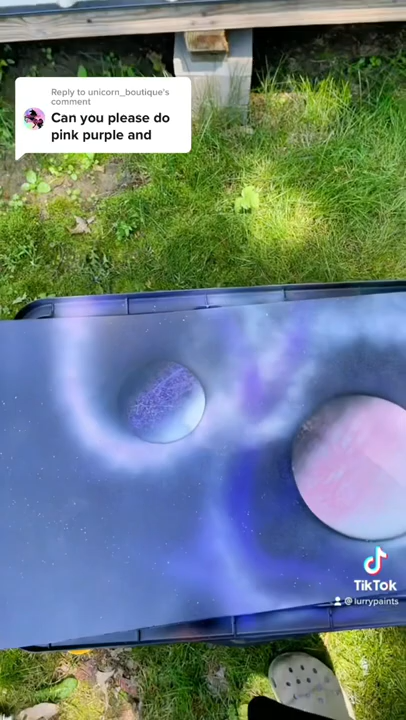 Reply to unicorn_boutique's
comment
Can you please do
pink purple and
TikTok
@lurrypaints